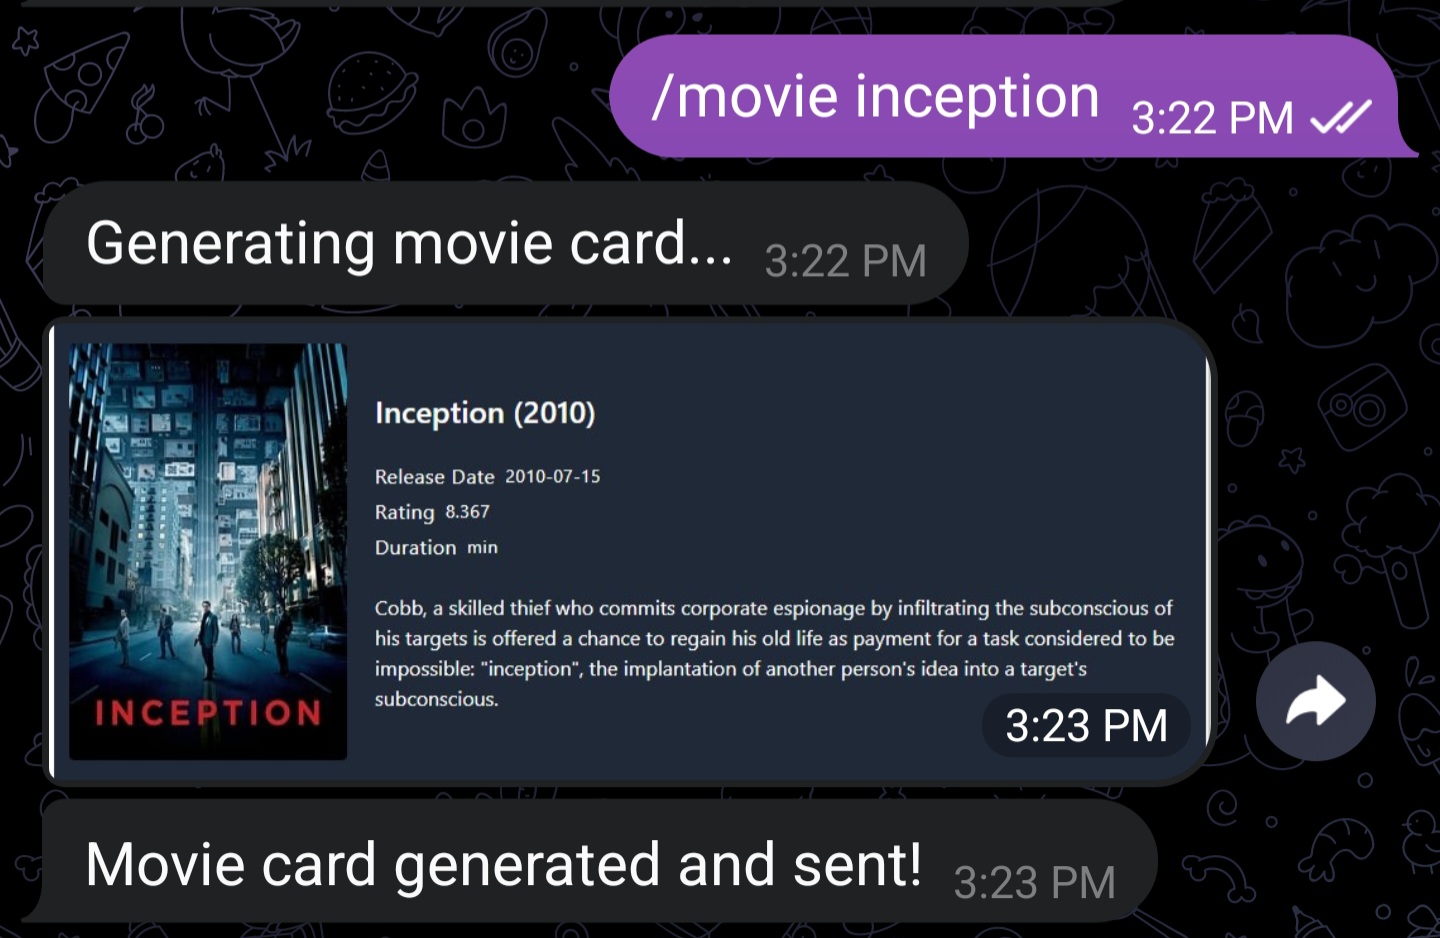 /movie inception 3:22 PM
Generating movie card... 3:22 PM
Inception (2010)
Release Date 2010-07-15
Rating 8.367
Duration min
Cobb, a skilled thief who commits corporate espionage by infiltrating the subconscious of
his targets is offered a chance to regain his old life as payment for a task considered to be
impossible: "inception", the implantation of another person's idea into a target's
subconscious.
INCEPTION
3:23 PM
Movie card generated and sent! 3:23 PM